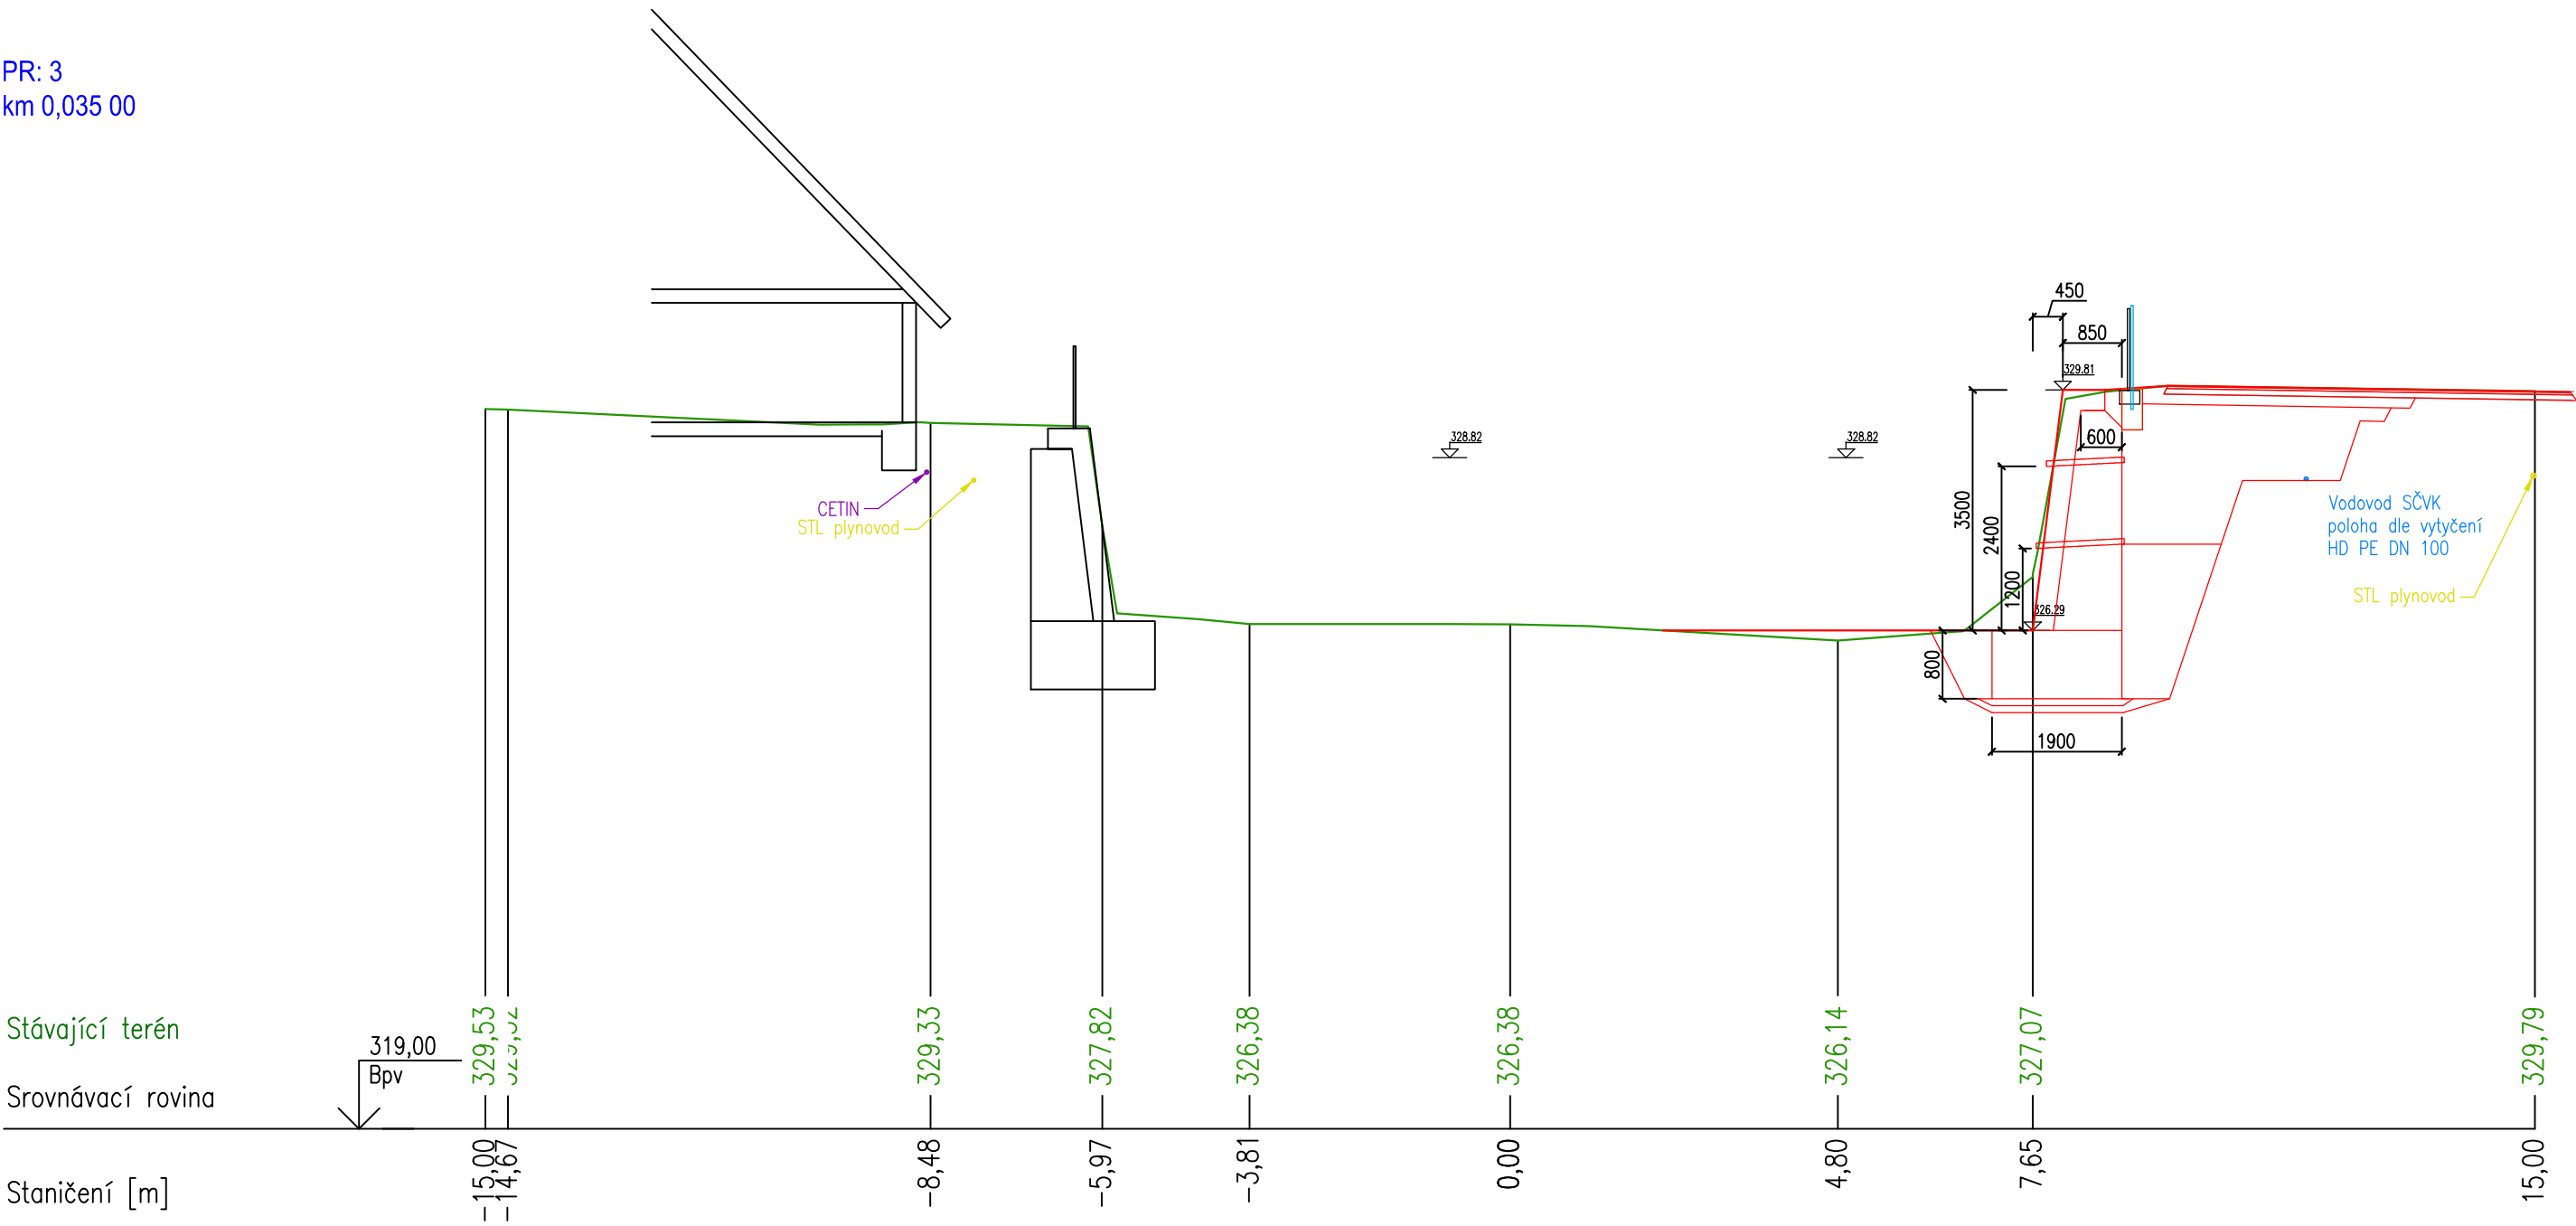 PR: 3
km 0,035 00
450
850
329.81
600
3500
2400
1200
326.29
800
1900
328.82
328.82
CETIN
STL plynovod
Vodovod SČVK
poloha dle vytyčení
HD PE DN 100
STL plynovod
Stávající terén
329,53
329,52
329,33
327,82
326,38
326,38
326,14
327,07
329,79
319,00
Bpv
Srovnávací rovina
Staničení [m]
-15,00
-14,67
-8,48
-5,97
-3,81
0,00
4,80
7,65
15,00